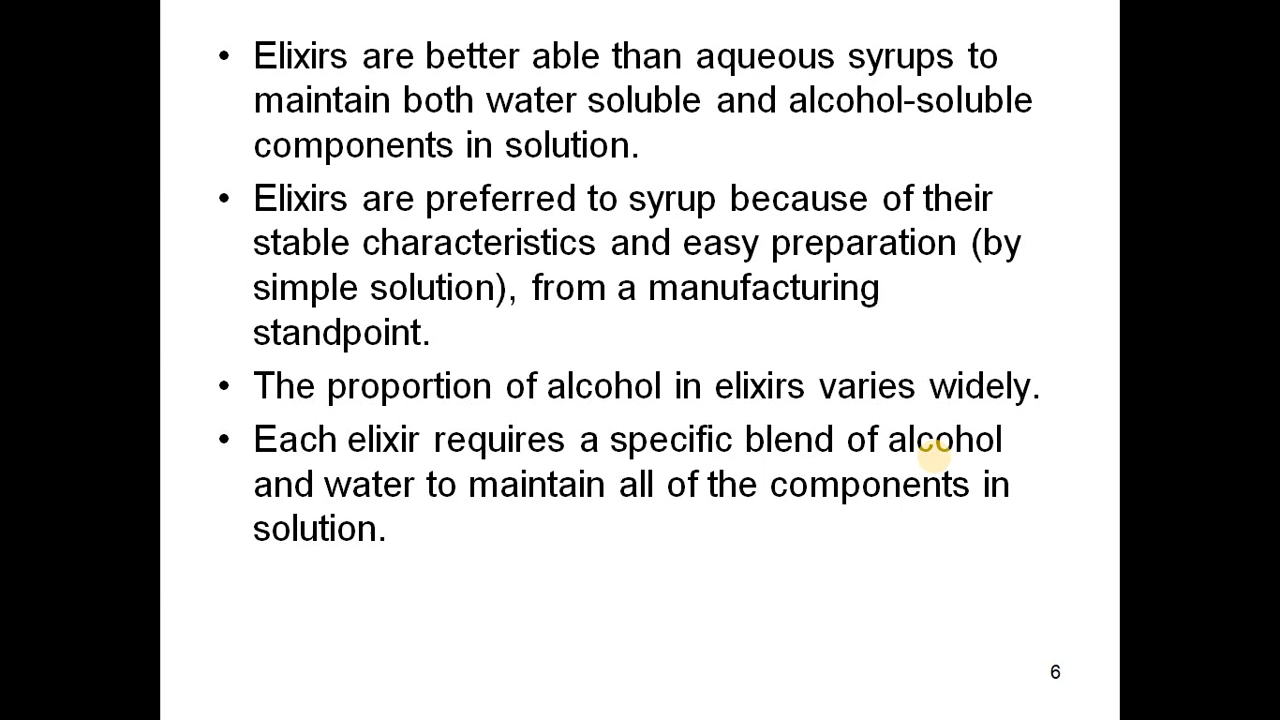 • Elixirs are better able than aqueous syrups to
maintain both water soluble and alcohol-soluble
components in solution.
• Elixirs are preferred to syrup because of their
stable characteristics and easy preparation (by
simple solution), from a manufacturing
standpoint.
• The proportion of alcohol in elixirs varies widely.
• Each elixir requires a specific blend of alcohol
and water to maintain all of the components in
solution.
6